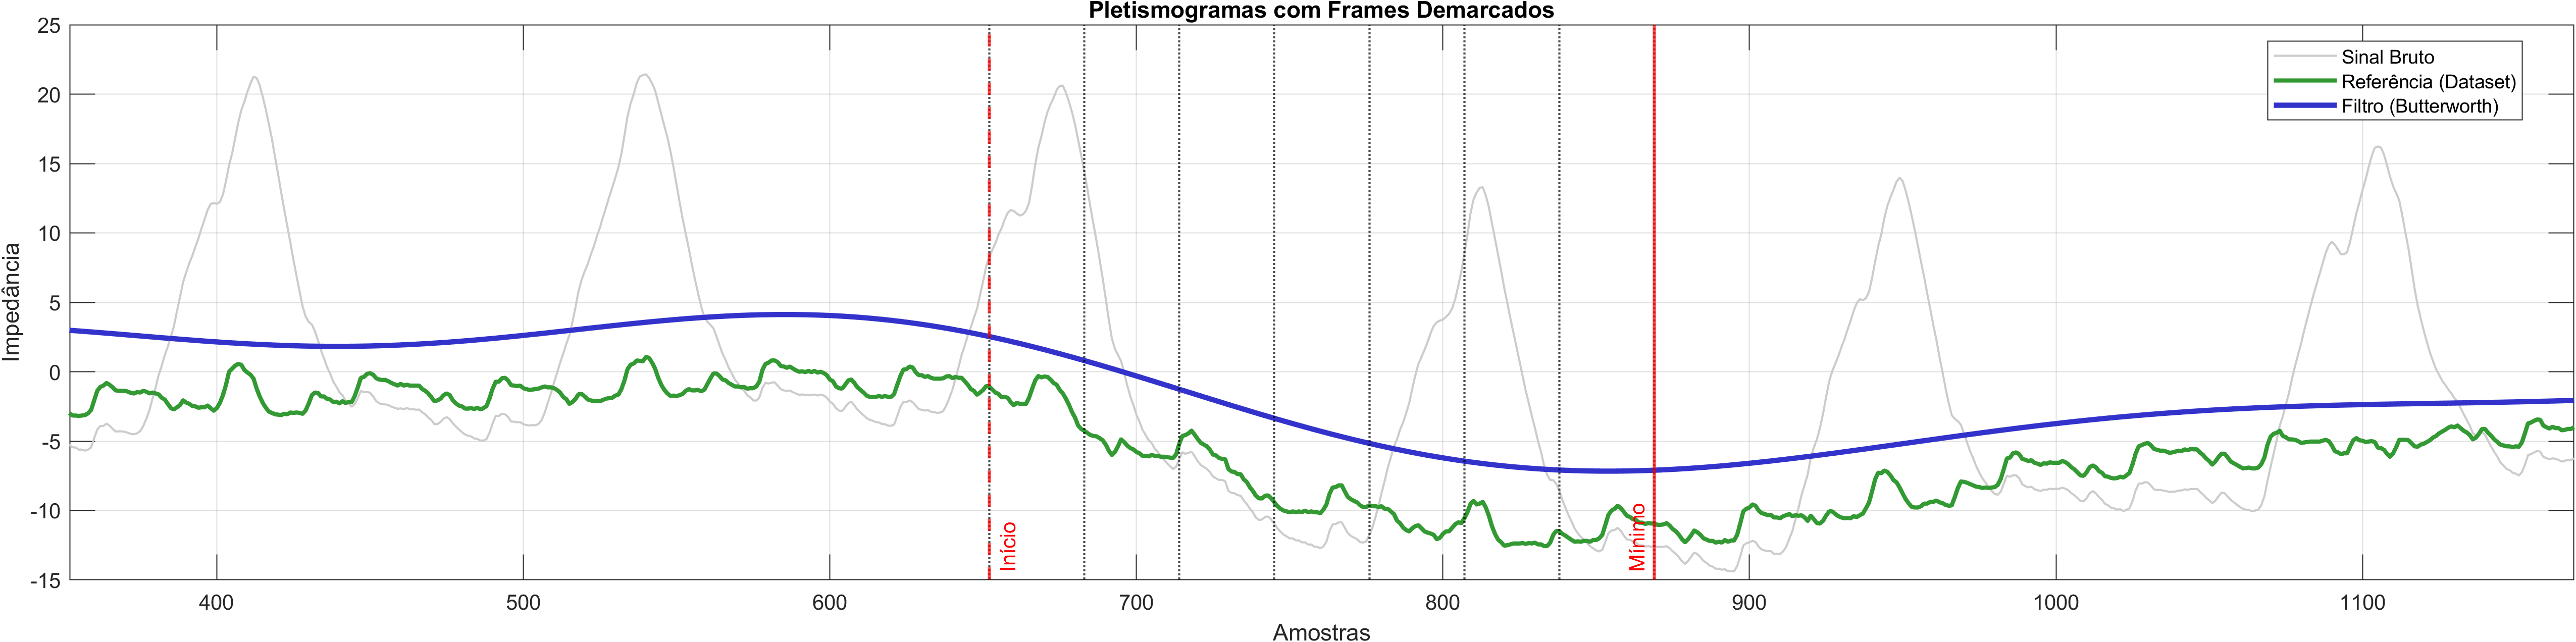 Pletismogramas com Frames Demarcados
25
20
15
10
5
0
-5
-10
-15
Impedância
Sinal Bruto
Referência (Dataset)
Filtro (Butterworth)
Início
Mínimo
400 500 600 700 800 900 1000 1100
Amostras